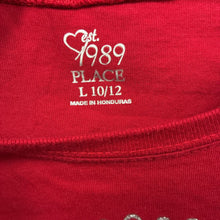 est.
1989
PLACE
L 10/12
MADE IN HONDURAS